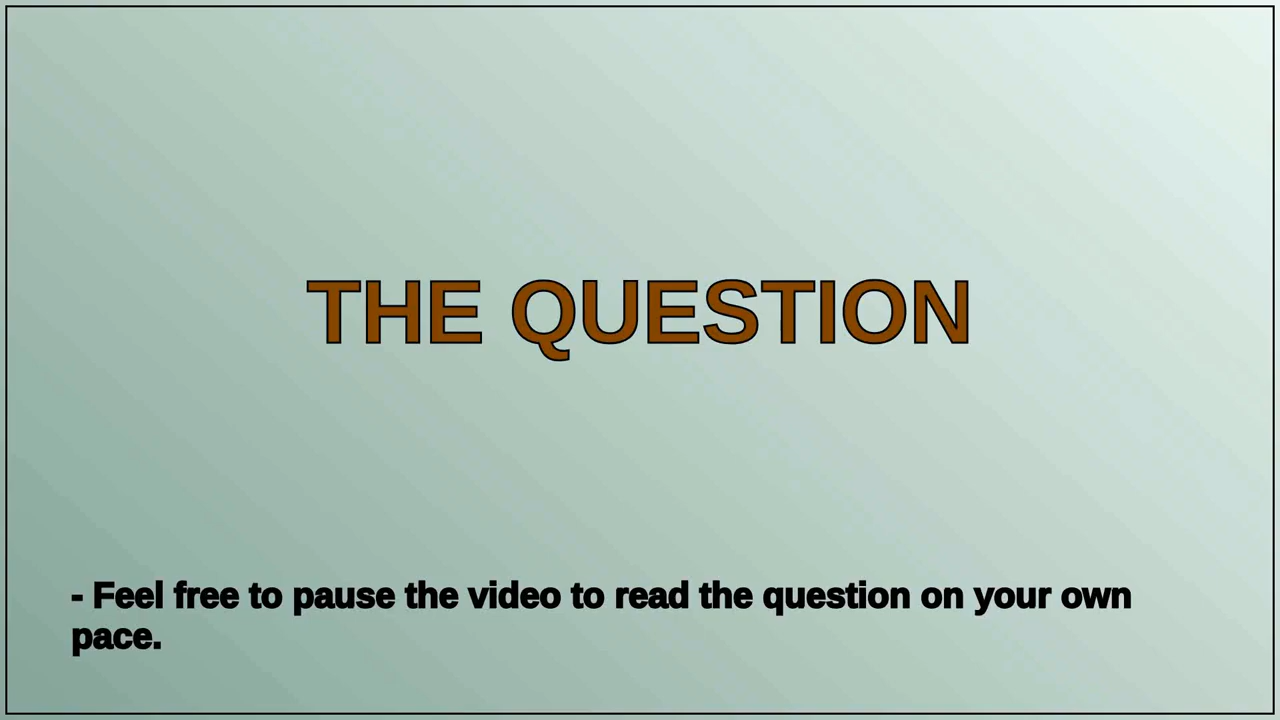 THE QUESTION
- Feel free to pause the video to read the question on your own
pace.